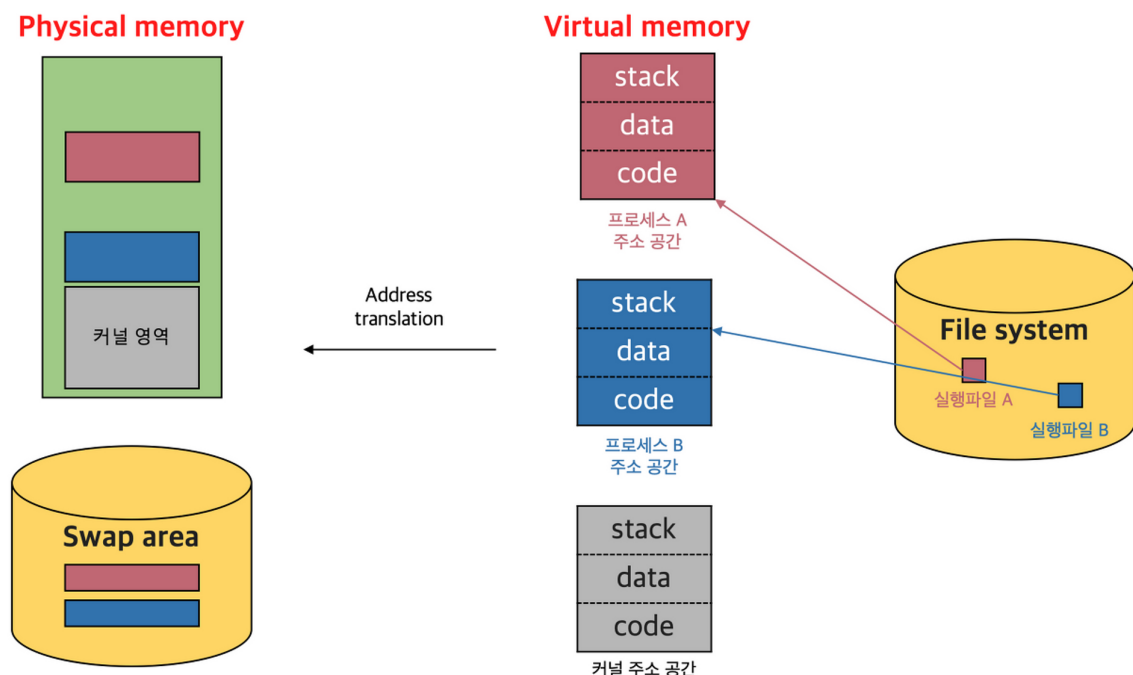 Physical memory
Virtual memory
stack
data
code
프로세스 A
주소 공간
커널 영역
Address
translation
stack
data
code
프로세스 B
주소 공간
File system
실행파일 A
실행파일 B
Swap area
stack
data
code
커널 주소 공간